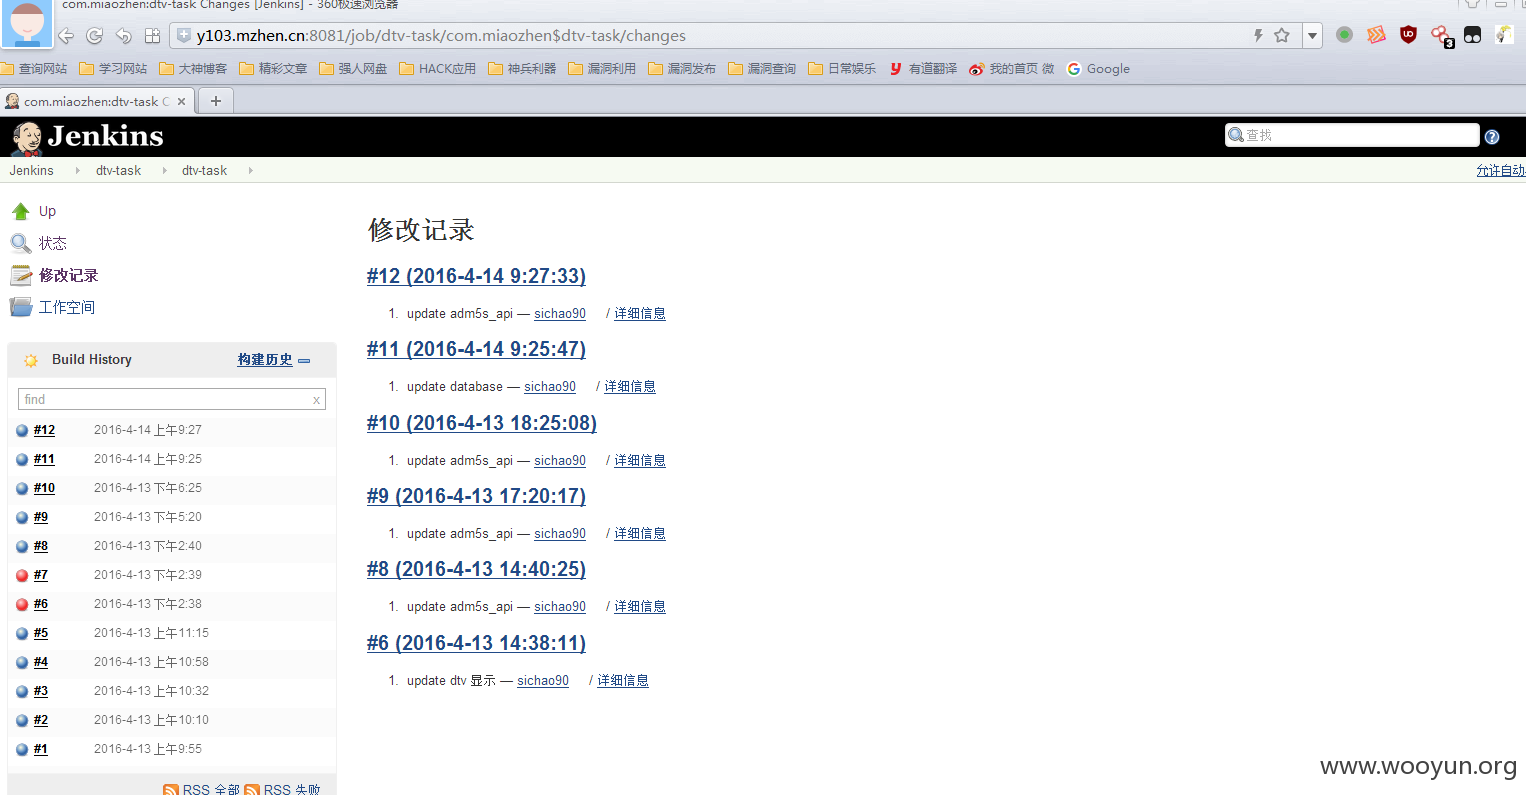 com.miaozhen:dtv-task Changes [Jenkins] - 360极速浏览器
y103.mzhen.cn:8081/job/dtv-task/com.miaozhen$dtv-task/changes
UD 3
查询网站 学习网站 大神博客 精彩文章 强人网盘 HACK应用 神兵利器 漏洞利用 漏洞发布 漏洞查询 日常娱乐 有道翻译 我的首页 微 Google
com.miaozhen:dtv-task C
Jenkins 查找
Jenkins dtv-task dtv-task 允许自动
Up
状态
修改记录
工作空间
Build History 构建历史
find x
#12 2016-4-14 上午9:27
#11 2016-4-14 上午9:25
#10 2016-4-13 下午6:25
#9 2016-4-13 下午5:20
#8 2016-4-13 下午2:40
#7 2016-4-13 下午2:39
#6 2016-4-13 下午2:38
#5 2016-4-13 上午11:15
#4 2016-4-13 上午10:58
#3 2016-4-13 上午10:32
#2 2016-4-13 上午10:10
#1 2016-4-13 上午9:55
RSS 全部 RSS 失败
修改记录
#12 (2016-4-14 9:27:33)
1. update adm5s_api — sichao90 / 详细信息
#11 (2016-4-14 9:25:47)
1. update database — sichao90 / 详细信息
#10 (2016-4-13 18:25:08)
1. update adm5s_api — sichao90 / 详细信息
#9 (2016-4-13 17:20:17)
1. update adm5s_api — sichao90 / 详细信息
#8 (2016-4-13 14:40:25)
1. update adm5s_api — sichao90 / 详细信息
#6 (2016-4-13 14:38:11)
1. update dtv 显示 — sichao90 / 详细信息
www.wooyun.org